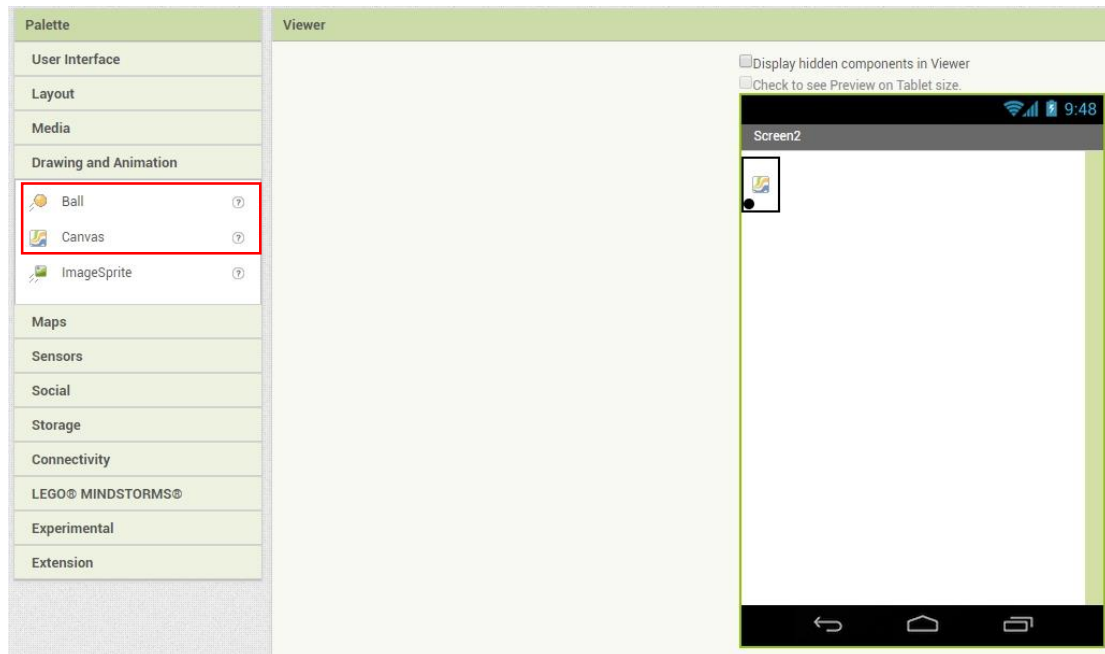 Palette
User Interface
Layout
Media
Drawing and Animation
Ball
Canvas
ImageSprite
Maps
Sensors
Social
Storage
Connectivity
LEGO® MINDSTORMS®
Experimental
Extension
Viewer
Display hidden components in Viewer
Check to see Preview on Tablet size.
9:48
Screen2